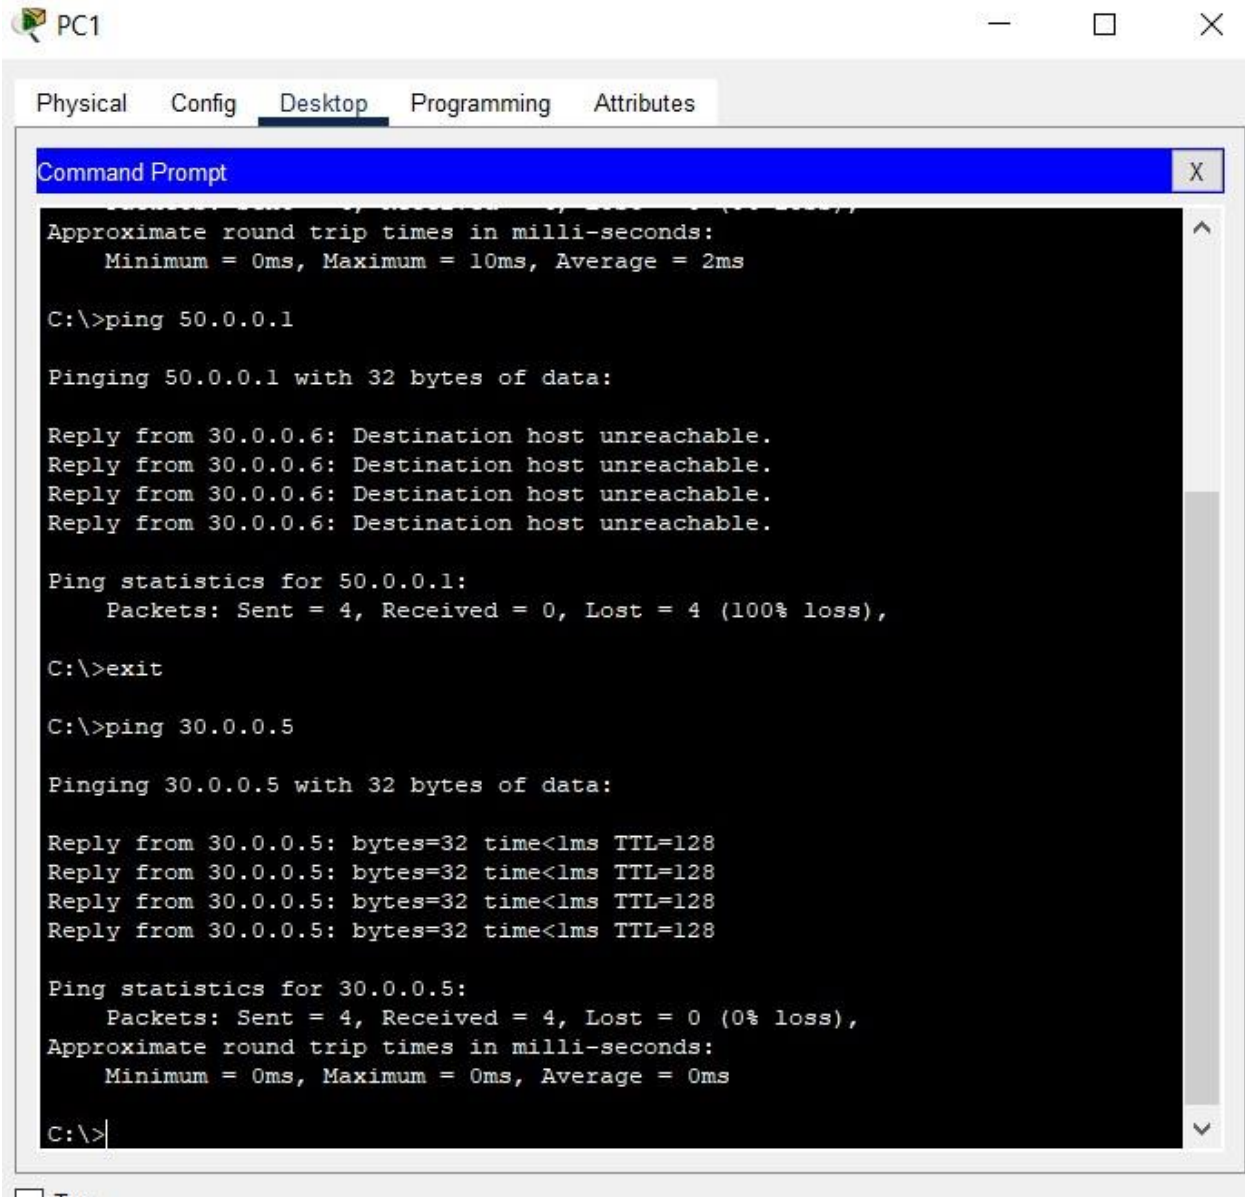 PC1
Physical Config Desktop Programming Attributes
Command Prompt X
Approximate round trip times in milli-seconds:
Minimum = 0ms, Maximum = 10ms, Average = 2ms
C:\>ping 50.0.0.1
Pinging 50.0.0.1 with 32 bytes of data:
Reply from 30.0.0.6: Destination host unreachable.
Reply from 30.0.0.6: Destination host unreachable.
Reply from 30.0.0.6: Destination host unreachable.
Reply from 30.0.0.6: Destination host unreachable.
Ping statistics for 50.0.0.1:
Packets: Sent = 4, Received = 0, Lost = 4 (100% loss),
C:\>exit
C:\>ping 30.0.0.5
Pinging 30.0.0.5 with 32 bytes of data:
Reply from 30.0.0.5: bytes=32 time<1ms TTL=128
Reply from 30.0.0.5: bytes=32 time<1ms TTL=128
Reply from 30.0.0.5: bytes=32 time<1ms TTL=128
Reply from 30.0.0.5: bytes=32 time<1ms TTL=128
Ping statistics for 30.0.0.5:
Packets: Sent = 4, Received = 4, Lost = 0 (0% loss),
Approximate round trip times in milli-seconds:
Minimum = 0ms, Maximum = 0ms, Average = 0ms
C:\>